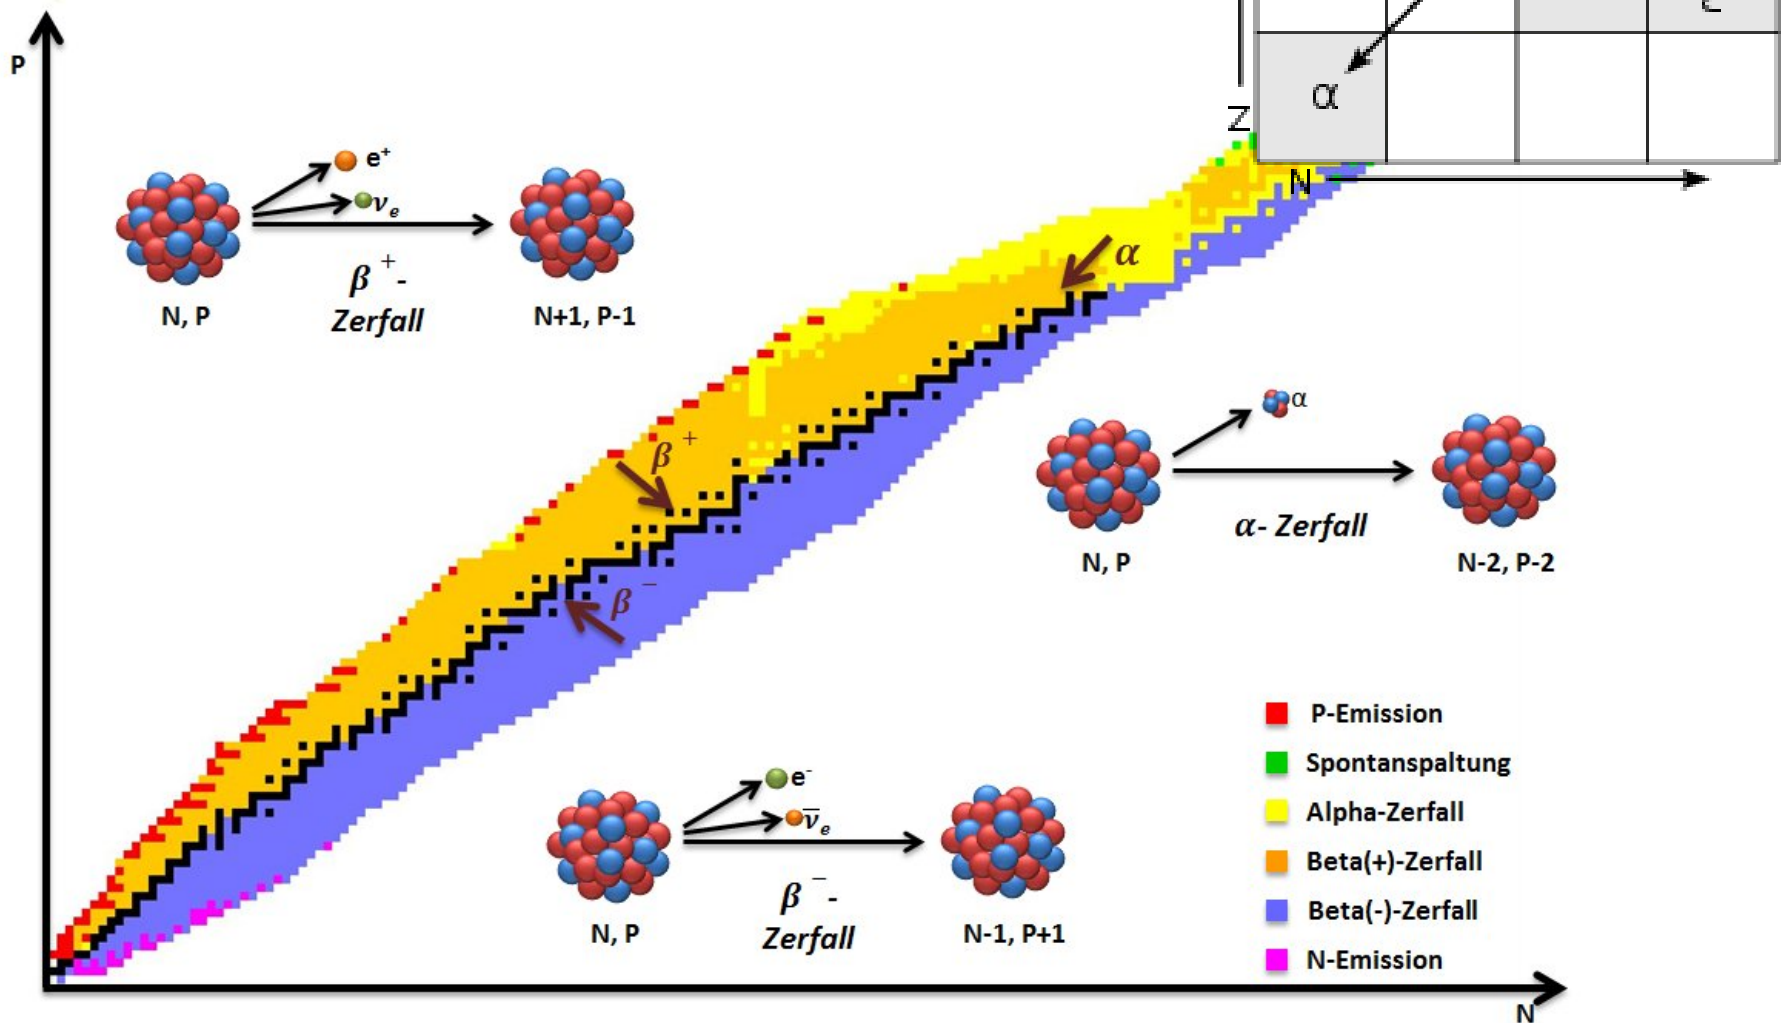 P
α
Z
N
e⁺
νₑ
β⁺-
Zerfall
N, P
N+1, P-1
α
β⁺
β⁻
α
α- Zerfall
N, P
N-2, P-2
e⁻
ν̅ₑ
β⁻-
Zerfall
N, P
N-1, P+1
P-Emission
Spontanspaltung
Alpha-Zerfall
Beta(+)-Zerfall
Beta(-)-Zerfall
N-Emission
N